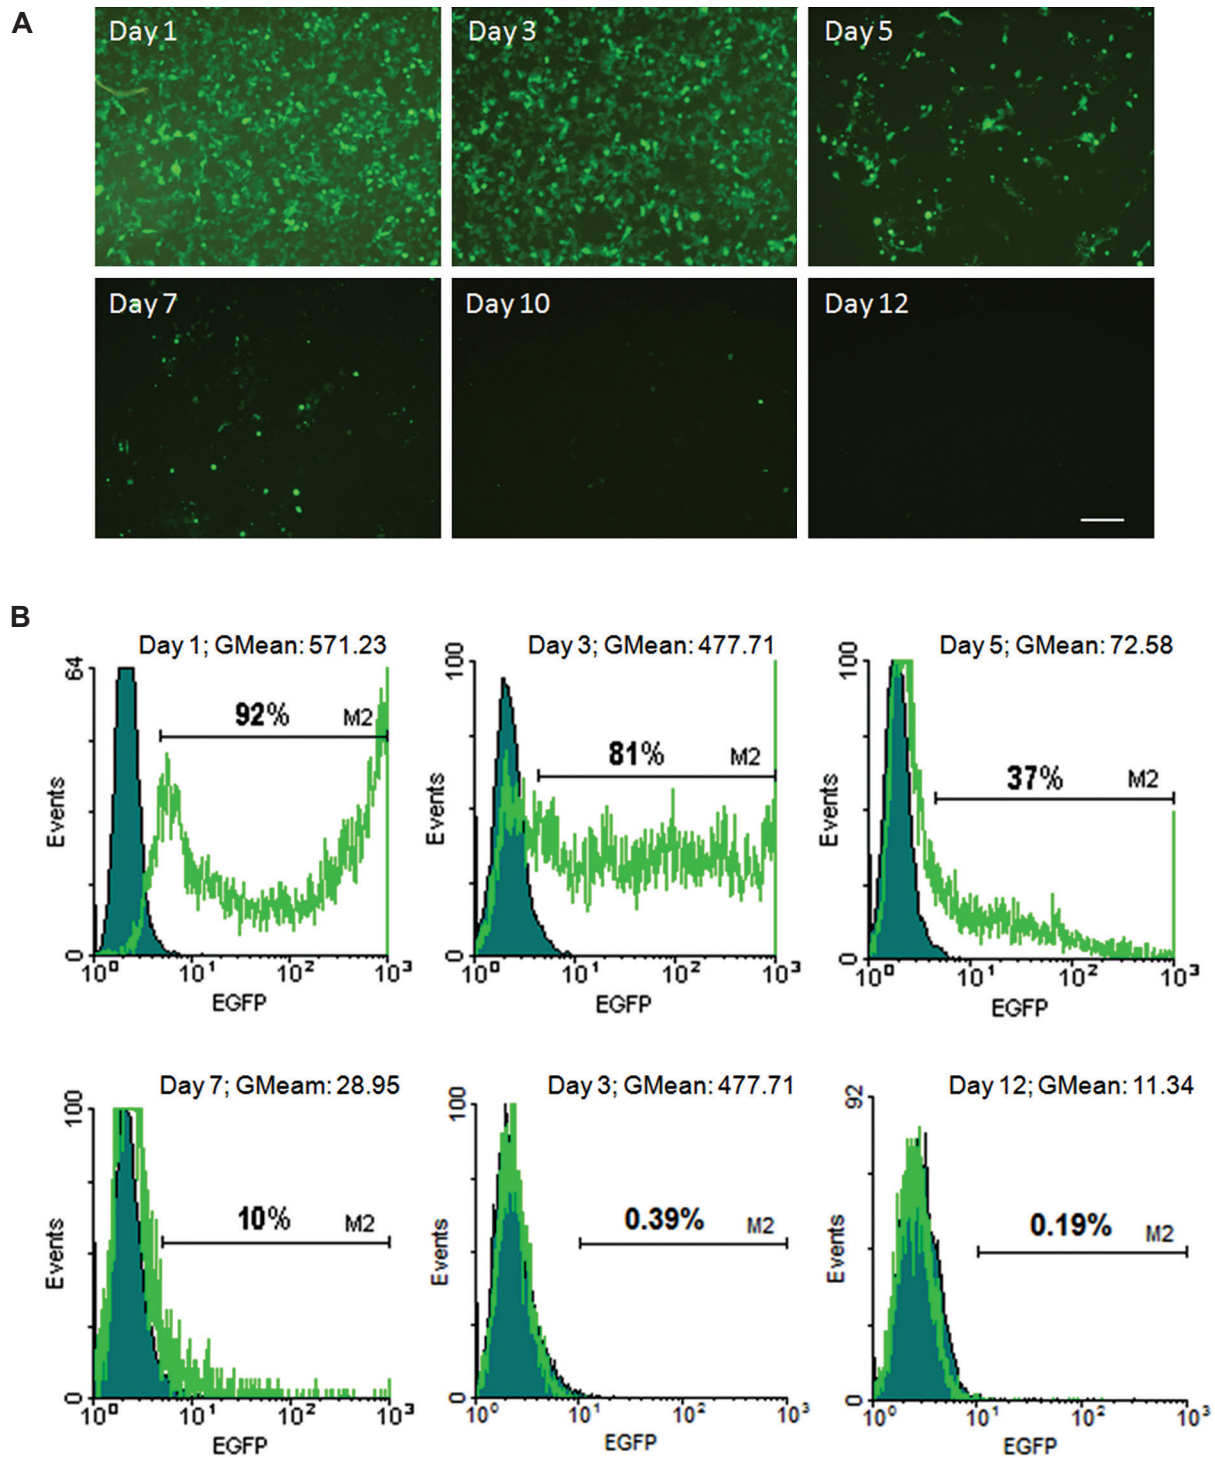 A
Day 1
Day 3
Day 5
Day 7
Day 10
Day 12
B
Day 1; GMean: 571.23
64
92%
M2
Events
0
10⁰ 10¹ 10² 10³
EGFP
Day 3; GMean: 477.71
100
81%
M2
Events
0
10⁰ 10¹ 10² 10³
EGFP
Day 5; GMean: 72.58
100
37%
M2
Events
0
10⁰ 10¹ 10² 10³
EGFP
Day 7; GMeam: 28.95
100
10%
M2
Events
0
10⁰ 10¹ 10² 10³
EGFP
Day 3; GMean: 477.71
100
0.39%
M2
Events
0
10⁰ 10¹ 10² 10³
EGFP
Day 12; GMean: 11.34
92
0.19%
M2
Events
0
10⁰ 10¹ 10² 10³
EGFP